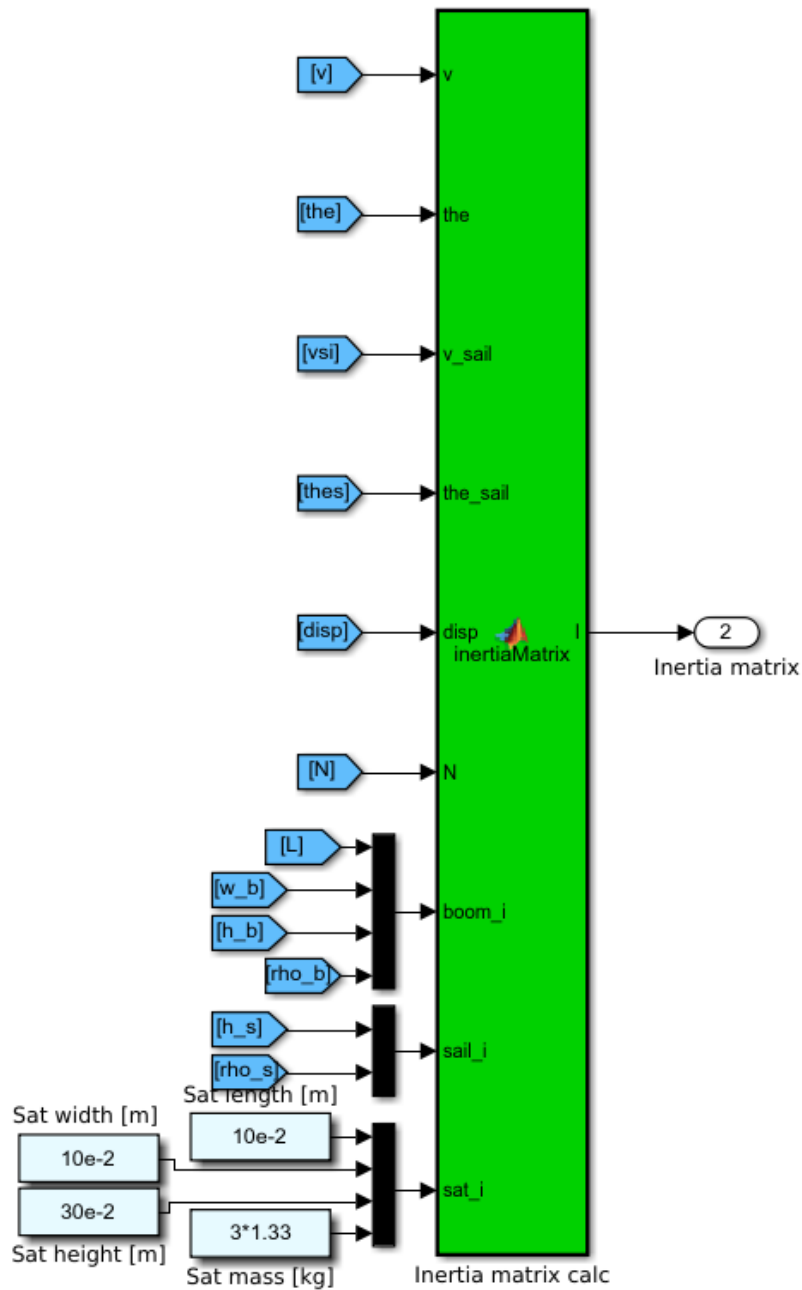 [v]
v
[the]
the
[vsi]
v_sail
[thes]
the_sail
[disp]
disp
I
inertiaMatrix
2
Inertia matrix
[N]
N
[L]
[w_b]
[h_b]
boom_i
[rho_b]
[h_s]
sail_i
[rho_s]
Sat length [m]
Sat width [m]
10e-2
10e-2
sat_i
30e-2
3*1.33
Sat height [m]
Sat mass [kg]
Inertia matrix calc